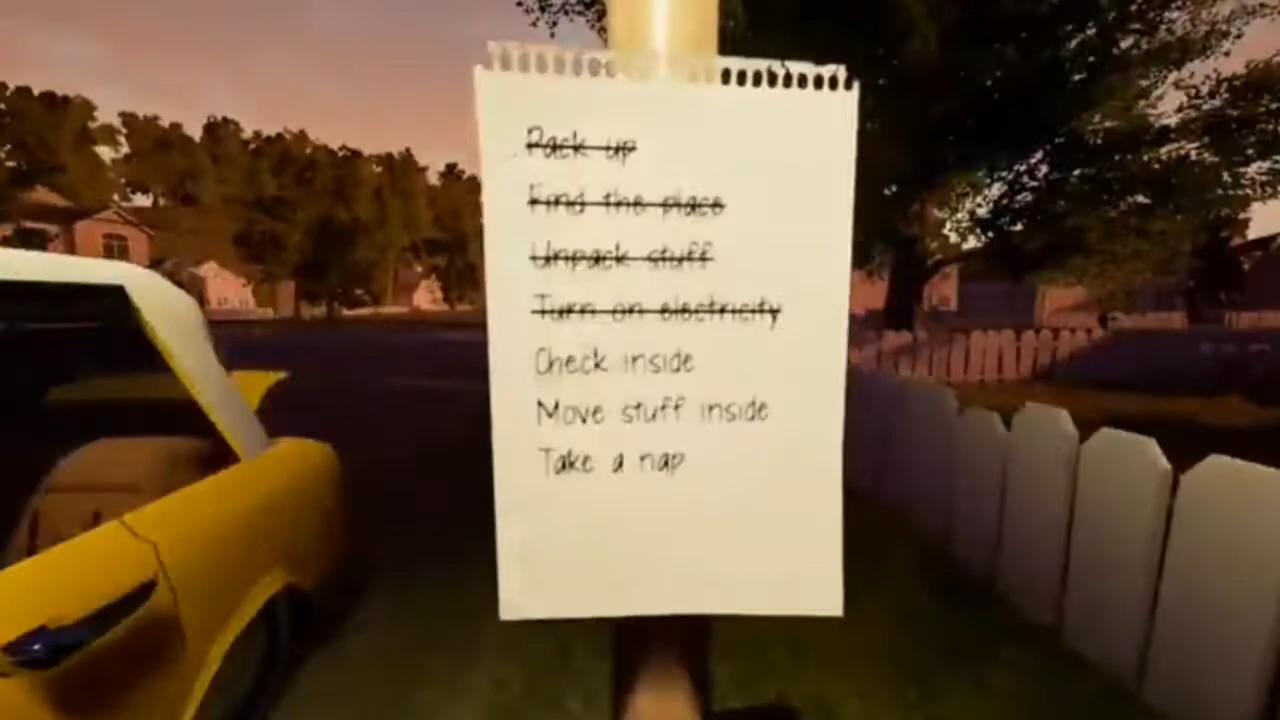 Pack up
Find the place
Unpack stuff
Turn on electricity
Check inside
Move stuff inside
Take a nap